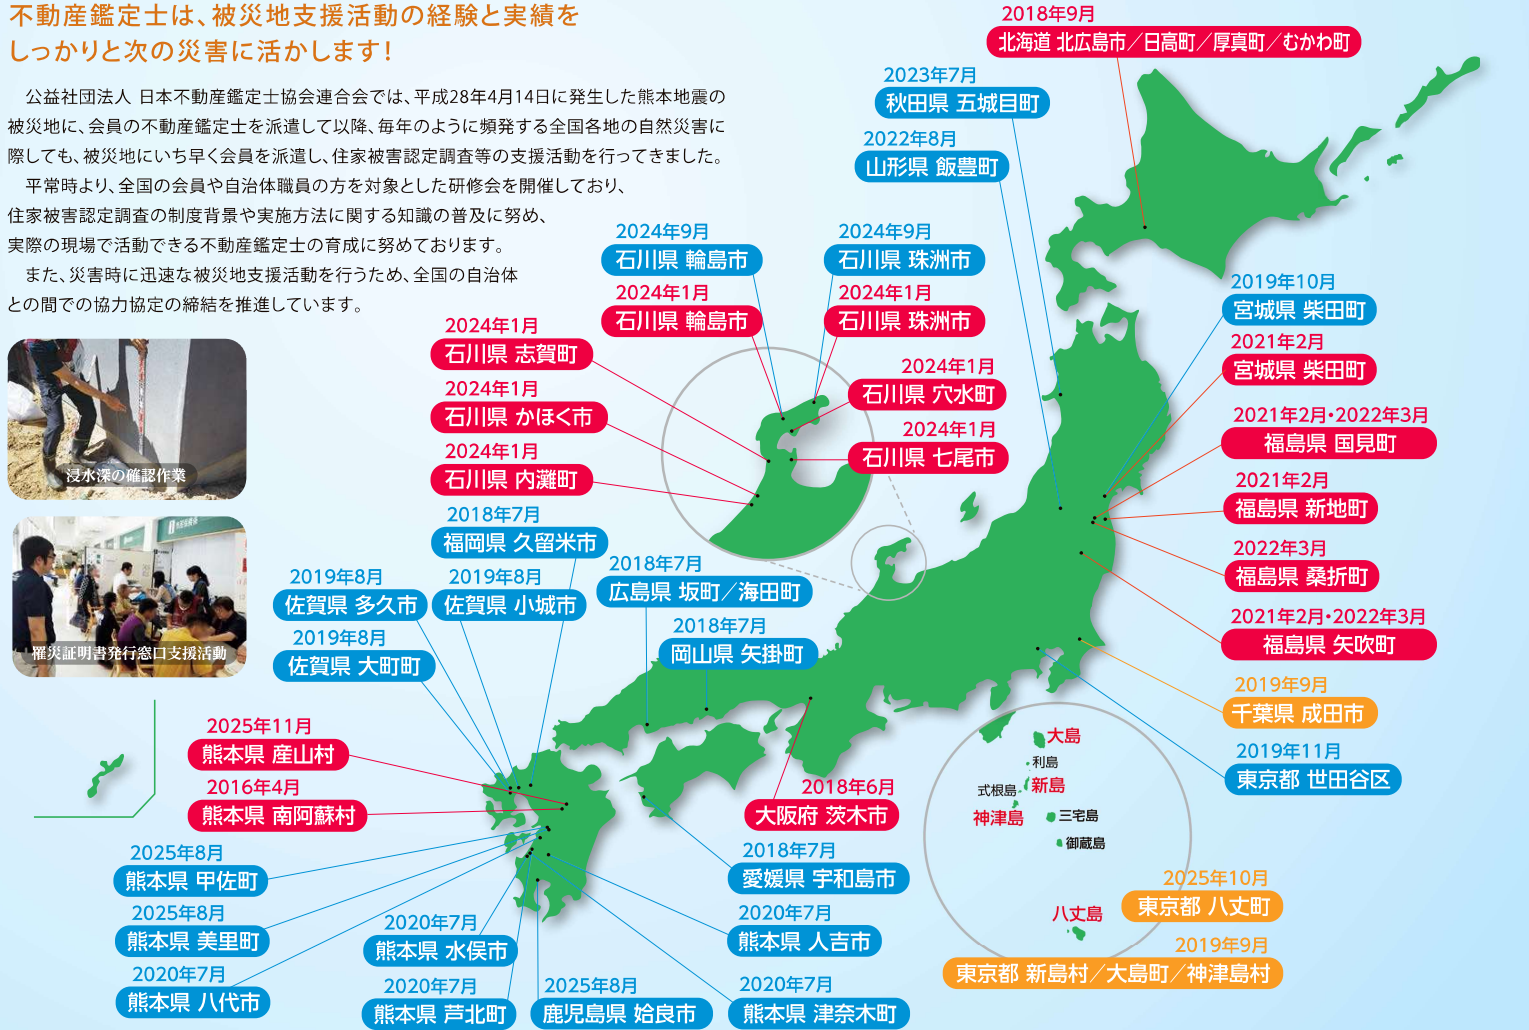 不動産鑑定士は、被災地支援活動の経験と実績を
しっかりと次の災害に活かします!
公益社団法人 日本不動産鑑定士協会連合会では、平成28年4月14日に発生した熊本地震の
被災地に、会員の不動産鑑定士を派遣して以降、毎年のように頻発する全国各地の自然災害に
際しても、被災地にいち早く会員を派遣し、住家被害認定調査等の支援活動を行ってきました。
平常時より、全国の会員や自治体職員の方を対象とした研修会を開催しており、
住家被害認定調査の制度背景や実施方法に関する知識の普及に努め、
実際の現場で活動できる不動産鑑定士の育成に努めております。
また、災害時に迅速な被災地支援活動を行うため、全国の自治体
との間での協力協定の締結を推進しています。
浸水深の確認作業
罹災証明書発行窓口支援活動
2018年9月
北海道 北広島市／日高町／厚真町／むかわ町
2023年7月
秋田県 五城目町
2022年8月
山形県 飯豊町
2024年9月
石川県 輪島市
2024年9月
石川県 珠洲市
2024年1月
石川県 輪島市
2024年1月
石川県 珠洲市
2024年1月
石川県 志賀町
2024年1月
石川県 穴水町
2024年1月
石川県 かほく市
2024年1月
石川県 七尾市
2024年1月
石川県 内灘町
2019年10月
宮城県 柴田町
2021年2月
宮城県 柴田町
2021年2月・2022年3月
福島県 国見町
2021年2月
福島県 新地町
2022年3月
福島県 桑折町
2021年2月・2022年3月
福島県 矢吹町
2019年9月
千葉県 成田市
2019年11月
東京都 世田谷区
2018年7月
福岡県 久留米市
2019年8月
佐賀県 多久市
2019年8月
佐賀県 小城市
2019年8月
佐賀県 大町町
2018年7月
広島県 坂町／海田町
2018年7月
岡山県 矢掛町
2025年11月
熊本県 産山村
2016年4月
熊本県 南阿蘇村
2018年6月
大阪府 茨木市
2025年8月
熊本県 甲佐町
2025年8月
熊本県 美里町
2020年7月
熊本県 八代市
2020年7月
熊本県 水俣市
2020年7月
熊本県 芦北町
2025年8月
鹿児島県 姶良市
2018年7月
愛媛県 宇和島市
2020年7月
熊本県 人吉市
2020年7月
熊本県 津奈木町
大島
利島
新島
式根島
神津島
三宅島
御蔵島
八丈島
2025年10月
東京都 八丈町
2019年9月
東京都 新島村／大島町／神津島村